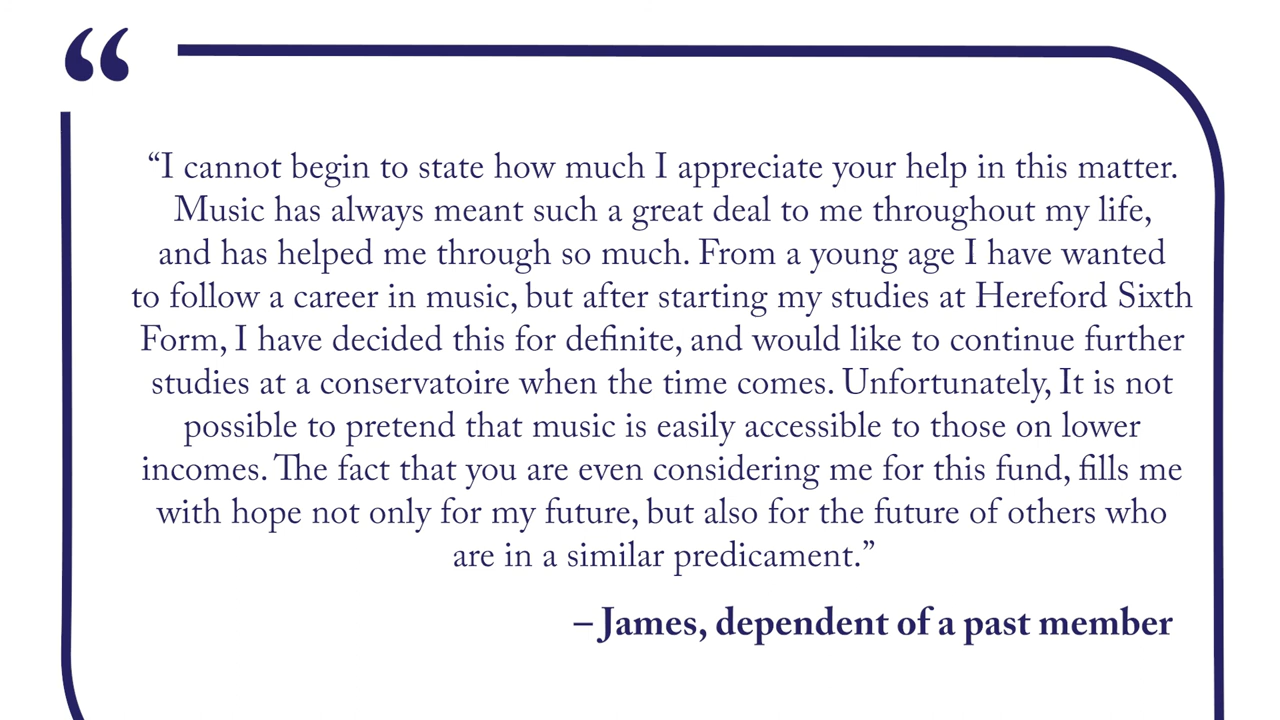 “
“I cannot begin to state how much I appreciate your help in this matter.
Music has always meant such a great deal to me throughout my life,
and has helped me through so much. From a young age I have wanted
to follow a career in music, but after starting my studies at Hereford Sixth
Form, I have decided this for definite, and would like to continue further
studies at a conservatoire when the time comes. Unfortunately, It is not
possible to pretend that music is easily accessible to those on lower
incomes. The fact that you are even considering me for this fund, fills me
with hope not only for my future, but also for the future of others who
are in a similar predicament.”
– James, dependent of a past member